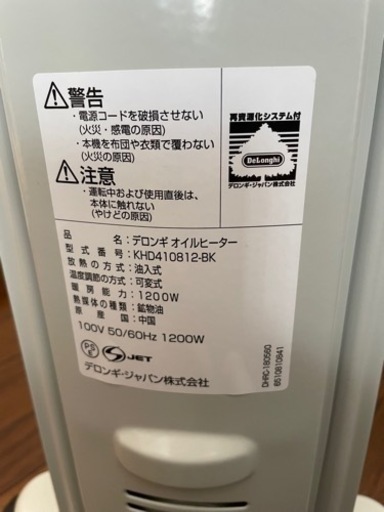 警告
・電源コードを破損させない
(火災・感電の原因)
・本機を布団や衣類で覆わない
(火災の原因)
注意
・運転中および使用直後は、
本体に触れない
(やけどの原因)
再資源化システム付
DeLonghi
デロンギ・ジャパン株式会社
品名：デロンギ オイルヒーター
型式番号：KHD410812-BK
放熱の方式：油入式
温度調節の方式：可変式
暖房能力：1200W
熱媒体の種類：鉱物油
原産国：中国
100V 50/60Hz 1200W
PS
E
JET
デロンギ・ジャパン株式会社
DHRC-180560
6510810841